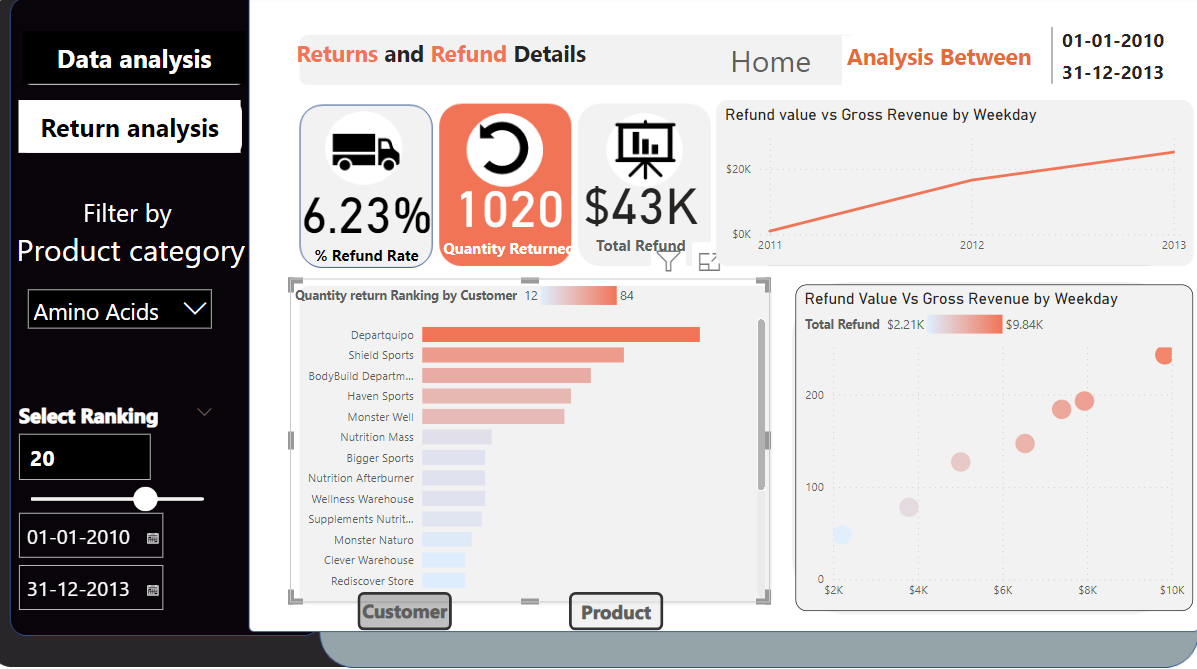 Data analysis
Return analysis
Filter by
Product category
Amino Acids
Select Ranking
20
01-01-2010
31-12-2013
Returns and Refund Details
Home
Analysis Between
01-01-2010
31-12-2013
6.23%
% Refund Rate
1020
Quantity Returned
$43K
Total Refund
Refund value vs Gross Revenue by Weekday
$20K
$0K
2011
2012
2013
Quantity return Ranking by Customer 12 84
Departquipo
Shield Sports
BodyBuild Departm...
Haven Sports
Monster Well
Nutrition Mass
Bigger Sports
Nutrition Afterburner
Wellness Warehouse
Supplements Nutrit...
Monster Naturo
Clever Warehouse
Rediscover Store
Customer
Product
Refund Value Vs Gross Revenue by Weekday
Total Refund $2.21K $9.84K
200
100
0
$2K $4K $6K $8K $10K